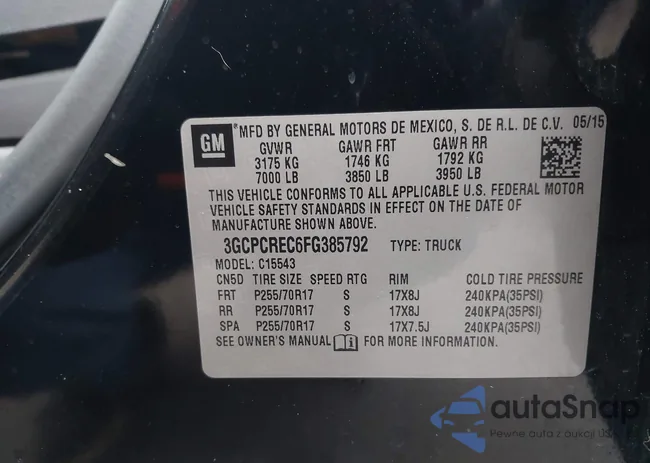 GM
®MFD BY GENERAL MOTORS DE MEXICO, S. DE R.L. DE C.V. 05/15
GVWR GAWR FRT GAWR RR
3175 KG 1746 KG 1792 KG
7000 LB 3850 LB 3950 LB
THIS VEHICLE CONFORMS TO ALL APPLICABLE U.S. FEDERAL MOTOR
VEHICLE SAFETY STANDARDS IN EFFECT ON THE DATE OF
MANUFACTURE SHOWN ABOVE.
3GCPCREC6FG385792 TYPE: TRUCK
MODEL: C15543
CN5D TIRE SIZE SPEED RTG RIM COLD TIRE PRESSURE
FRT P255/70R17 S 17X8J 240KPA(35PSI)
RR P255/70R17 S 17X8J 240KPA(35PSI)
SPA P255/70R17 S 17X7.5J 240KPA(35PSI)
SEE OWNER'S MANUAL i FOR MORE INFORMATION.
autaSnap
Pewne auta z aukcji USA